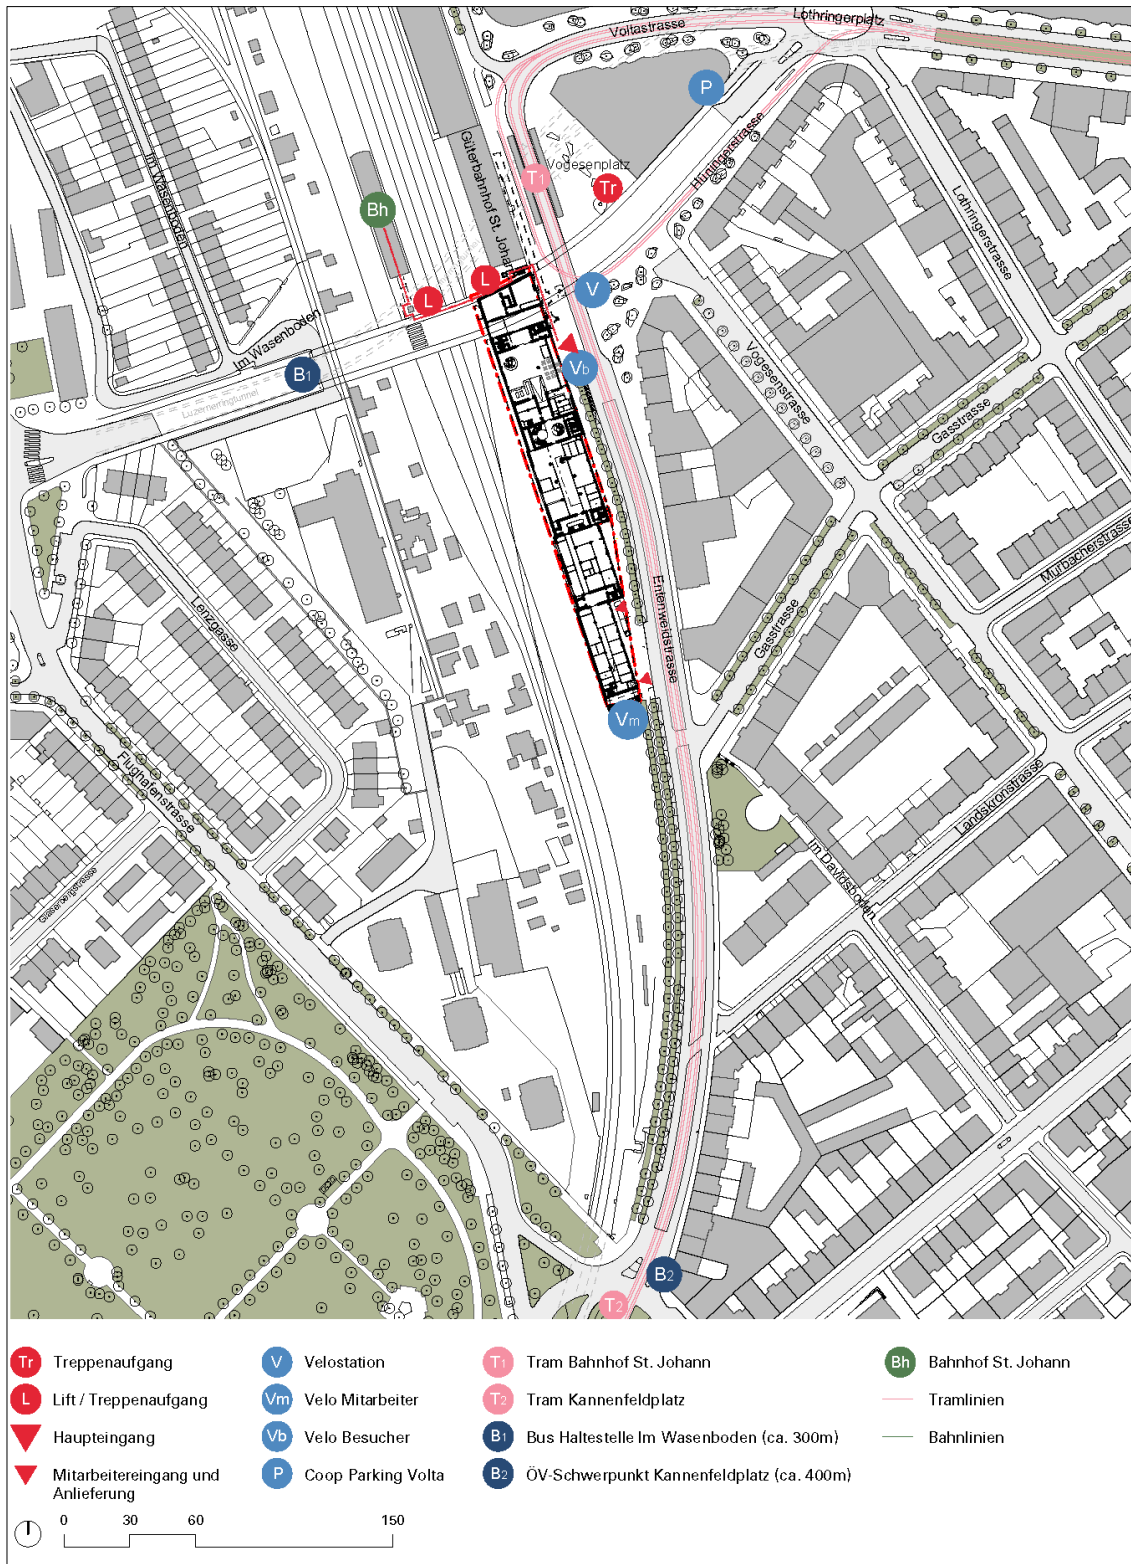 Lothringerplatz
Voltastrasse
P
Hüningerstrasse
Güterbahnhof St. Johann
Vogesenplatz
T1
Tr
Im Wasenboden
Bh
Lothringerstrasse
L
L
V
Im Wasenboden
B1
Vb
Luzernerringtunnel
Vogesenstrasse
Gasstrasse
Murbacherstrasse
Lenzgasse
Entenweidstrasse
Gasstrasse
Vm
Flughafenstrasse
Landskronstrasse
Im Davidsboden
B2
T2
Tr Treppenaufgang
L Lift / Treppenaufgang
Haupteingang
Mitarbeitereingang und
Anlieferung
V Velostation
Vm Velo Mitarbeiter
Vb Velo Besucher
P Coop Parking Volta
T1 Tram Bahnhof St. Johann
T2 Tram Kannenfeldplatz
B1 Bus Haltestelle Im Wasenboden (ca. 300m)
B2 ÖV-Schwerpunkt Kannenfeldplatz (ca. 400m)
Bh Bahnhof St. Johann
Tramlinien
Bahnlinien
0 30 60 150